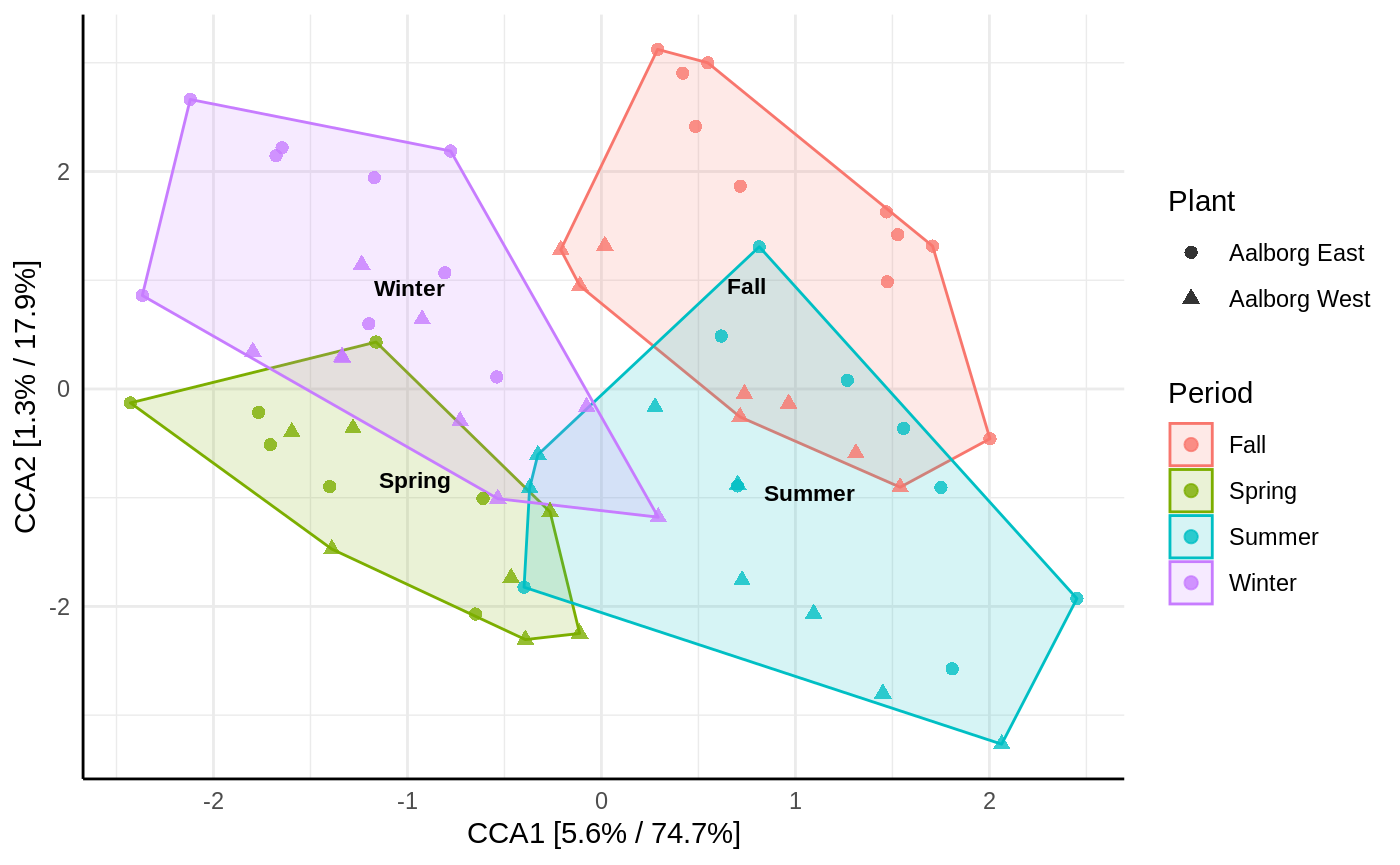 Plant
Aalborg East
Aalborg West
Period
Fall
Spring
Summer
Winter
Winter
Fall
Spring
Summer
2
0
-2
-2
-1
0
1
2
CCA1 [5.6% / 74.7%]
CCA2 [1.3% / 17.9%]